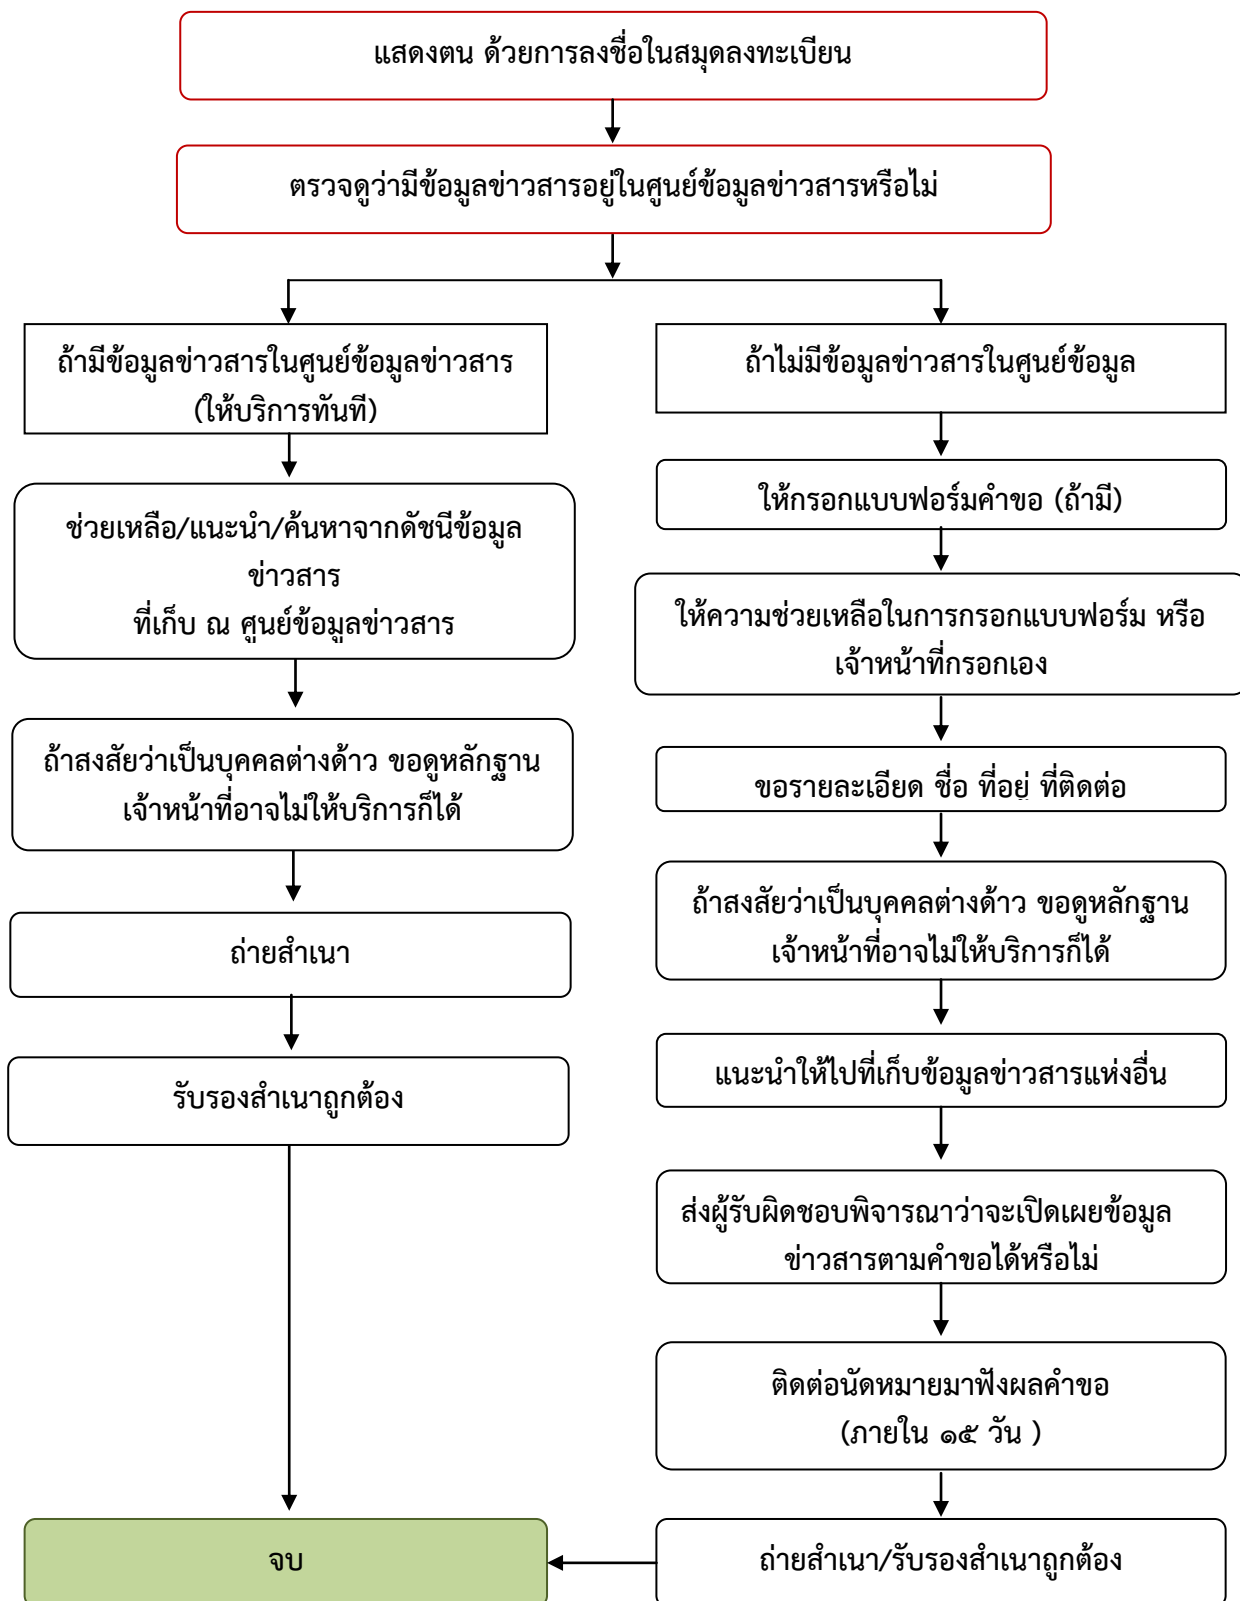 แสดงตน ด้วยการลงชื่อในสมุดลงทะเบียน
ตรวจดูว่ามีข้อมูลข่าวสารอยู่ในศูนย์ข้อมูลข่าวสารหรือไม่
ถ้ามีข้อมูลข่าวสารในศูนย์ข้อมูลข่าวสาร
(ให้บริการทันที)
ช่วยเหลือ/แนะนำ/ค้นหาจากดัชนีข้อมูล
ข่าวสาร
ที่เก็บ ณ ศูนย์ข้อมูลข่าวสาร
ถ้าสงสัยว่าเป็นบุคคลต่างด้าว ขอดูหลักฐาน
เจ้าหน้าที่อาจไม่ให้บริการก็ได้
ถ่ายสำเนา
รับรองสำเนาถูกต้อง
ถ้าไม่มีข้อมูลข่าวสารในศูนย์ข้อมูล
ให้กรอกแบบฟอร์มคำขอ (ถ้ามี)
ให้ความช่วยเหลือในการกรอกแบบฟอร์ม หรือ
เจ้าหน้าที่กรอกเอง
ขอรายละเอียด ชื่อ ที่อยู่ ที่ติดต่อ
ถ้าสงสัยว่าเป็นบุคคลต่างด้าว ขอดูหลักฐาน
เจ้าหน้าที่อาจไม่ให้บริการก็ได้
แนะนำให้ไปที่เก็บข้อมูลข่าวสารแห่งอื่น
ส่งผู้รับผิดชอบพิจารณาว่าจะเปิดเผยข้อมูล
ข่าวสารตามคำขอได้หรือไม่
ติดต่อนัดหมายมาฟังผลคำขอ
(ภายใน ๑๕ วัน )
ถ่ายสำเนา/รับรองสำเนาถูกต้อง
จบ